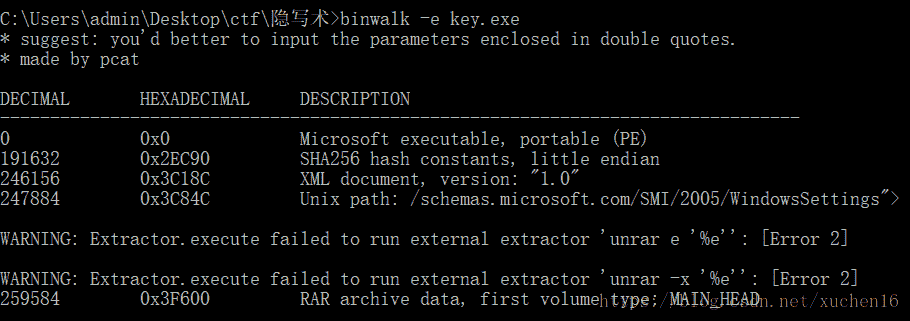 C:\Users\admin\Desktop\ctf\隐写术>binwalk -e key.exe
* suggest: you'd better to input the parameters enclosed in double quotes.
* made by pcat
DECIMAL HEXADECIMAL DESCRIPTION
--------------------------------------------------------------------------------
0 0x0 Microsoft executable, portable (PE)
191632 0x2EC90 SHA256 hash constants, little endian
246156 0x3C18C XML document, version: "1.0"
247884 0x3C84C Unix path: /schemas.microsoft.com/SMI/2005/WindowsSettings">
WARNING: Extractor.execute failed to run external extractor 'unrar e '%e'': [Error 2]
WARNING: Extractor.execute failed to run external extractor 'unrar -x '%e'': [Error 2]
259584 0x3F600 RAR archive data, first volume type: MAIN_HEAD
https://blog.csdn.net/xuchen16